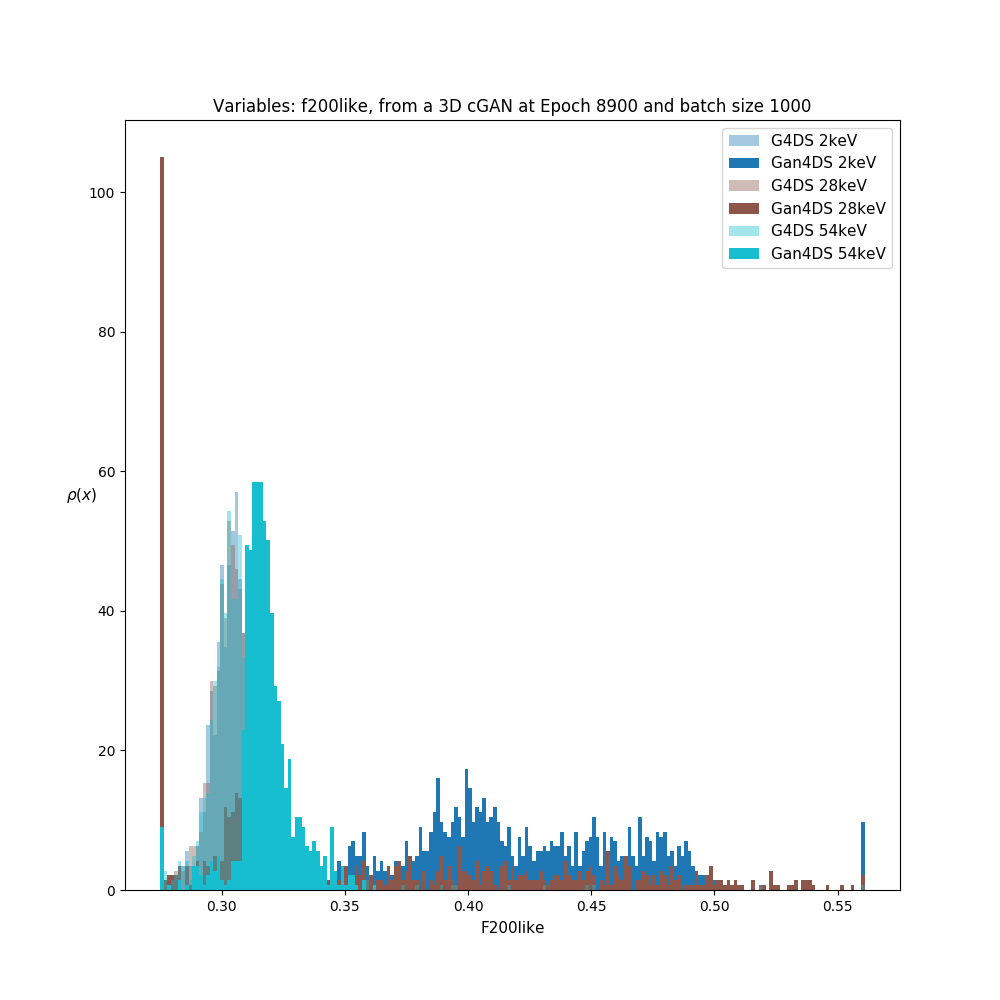 Variables: f200like, from a 3D cGAN at Epoch 8900 and batch size 1000
G4DS 2keV
Gan4DS 2keV
G4DS 28keV
Gan4DS 28keV
G4DS 54keV
Gan4DS 54keV
100
80
60
ρ(x)
40
20
0
0.30 0.35 0.40 0.45 0.50 0.55
F200like